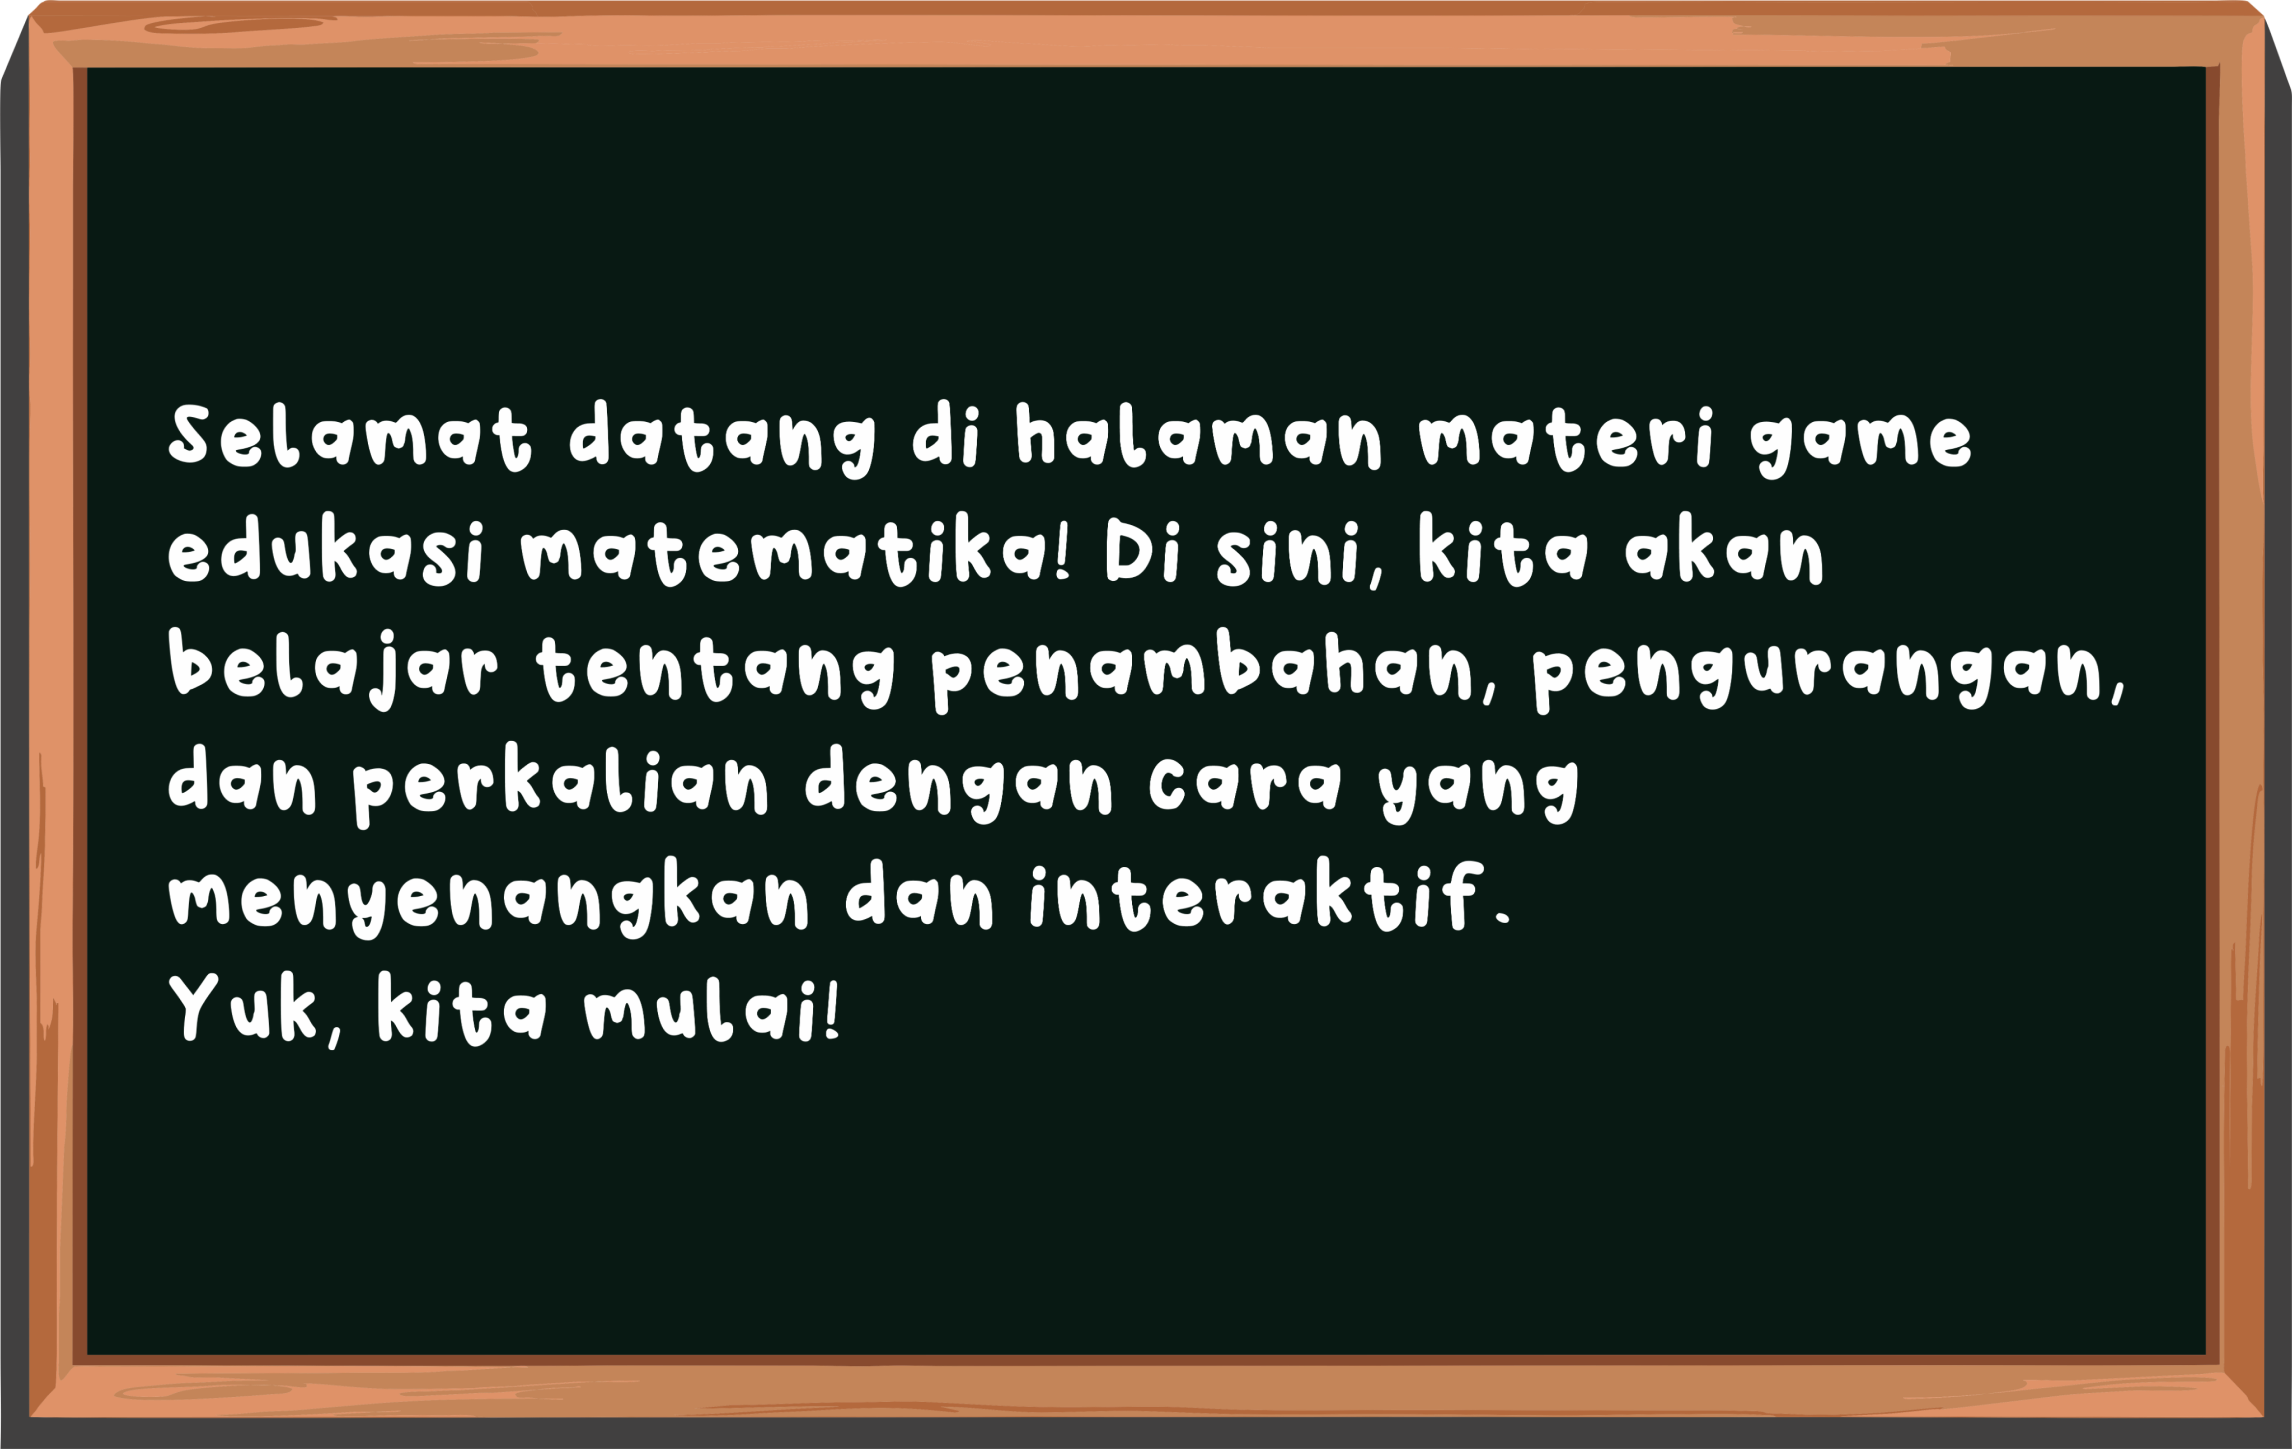 Selamat datang di halaman materi game
edukasi matematika! Di sini, kita akan
belajar tentang penambahan, pengurangan,
dan perkalian dengan cara yang
menyenangkan dan interaktif.
Yuk, kita mulai!